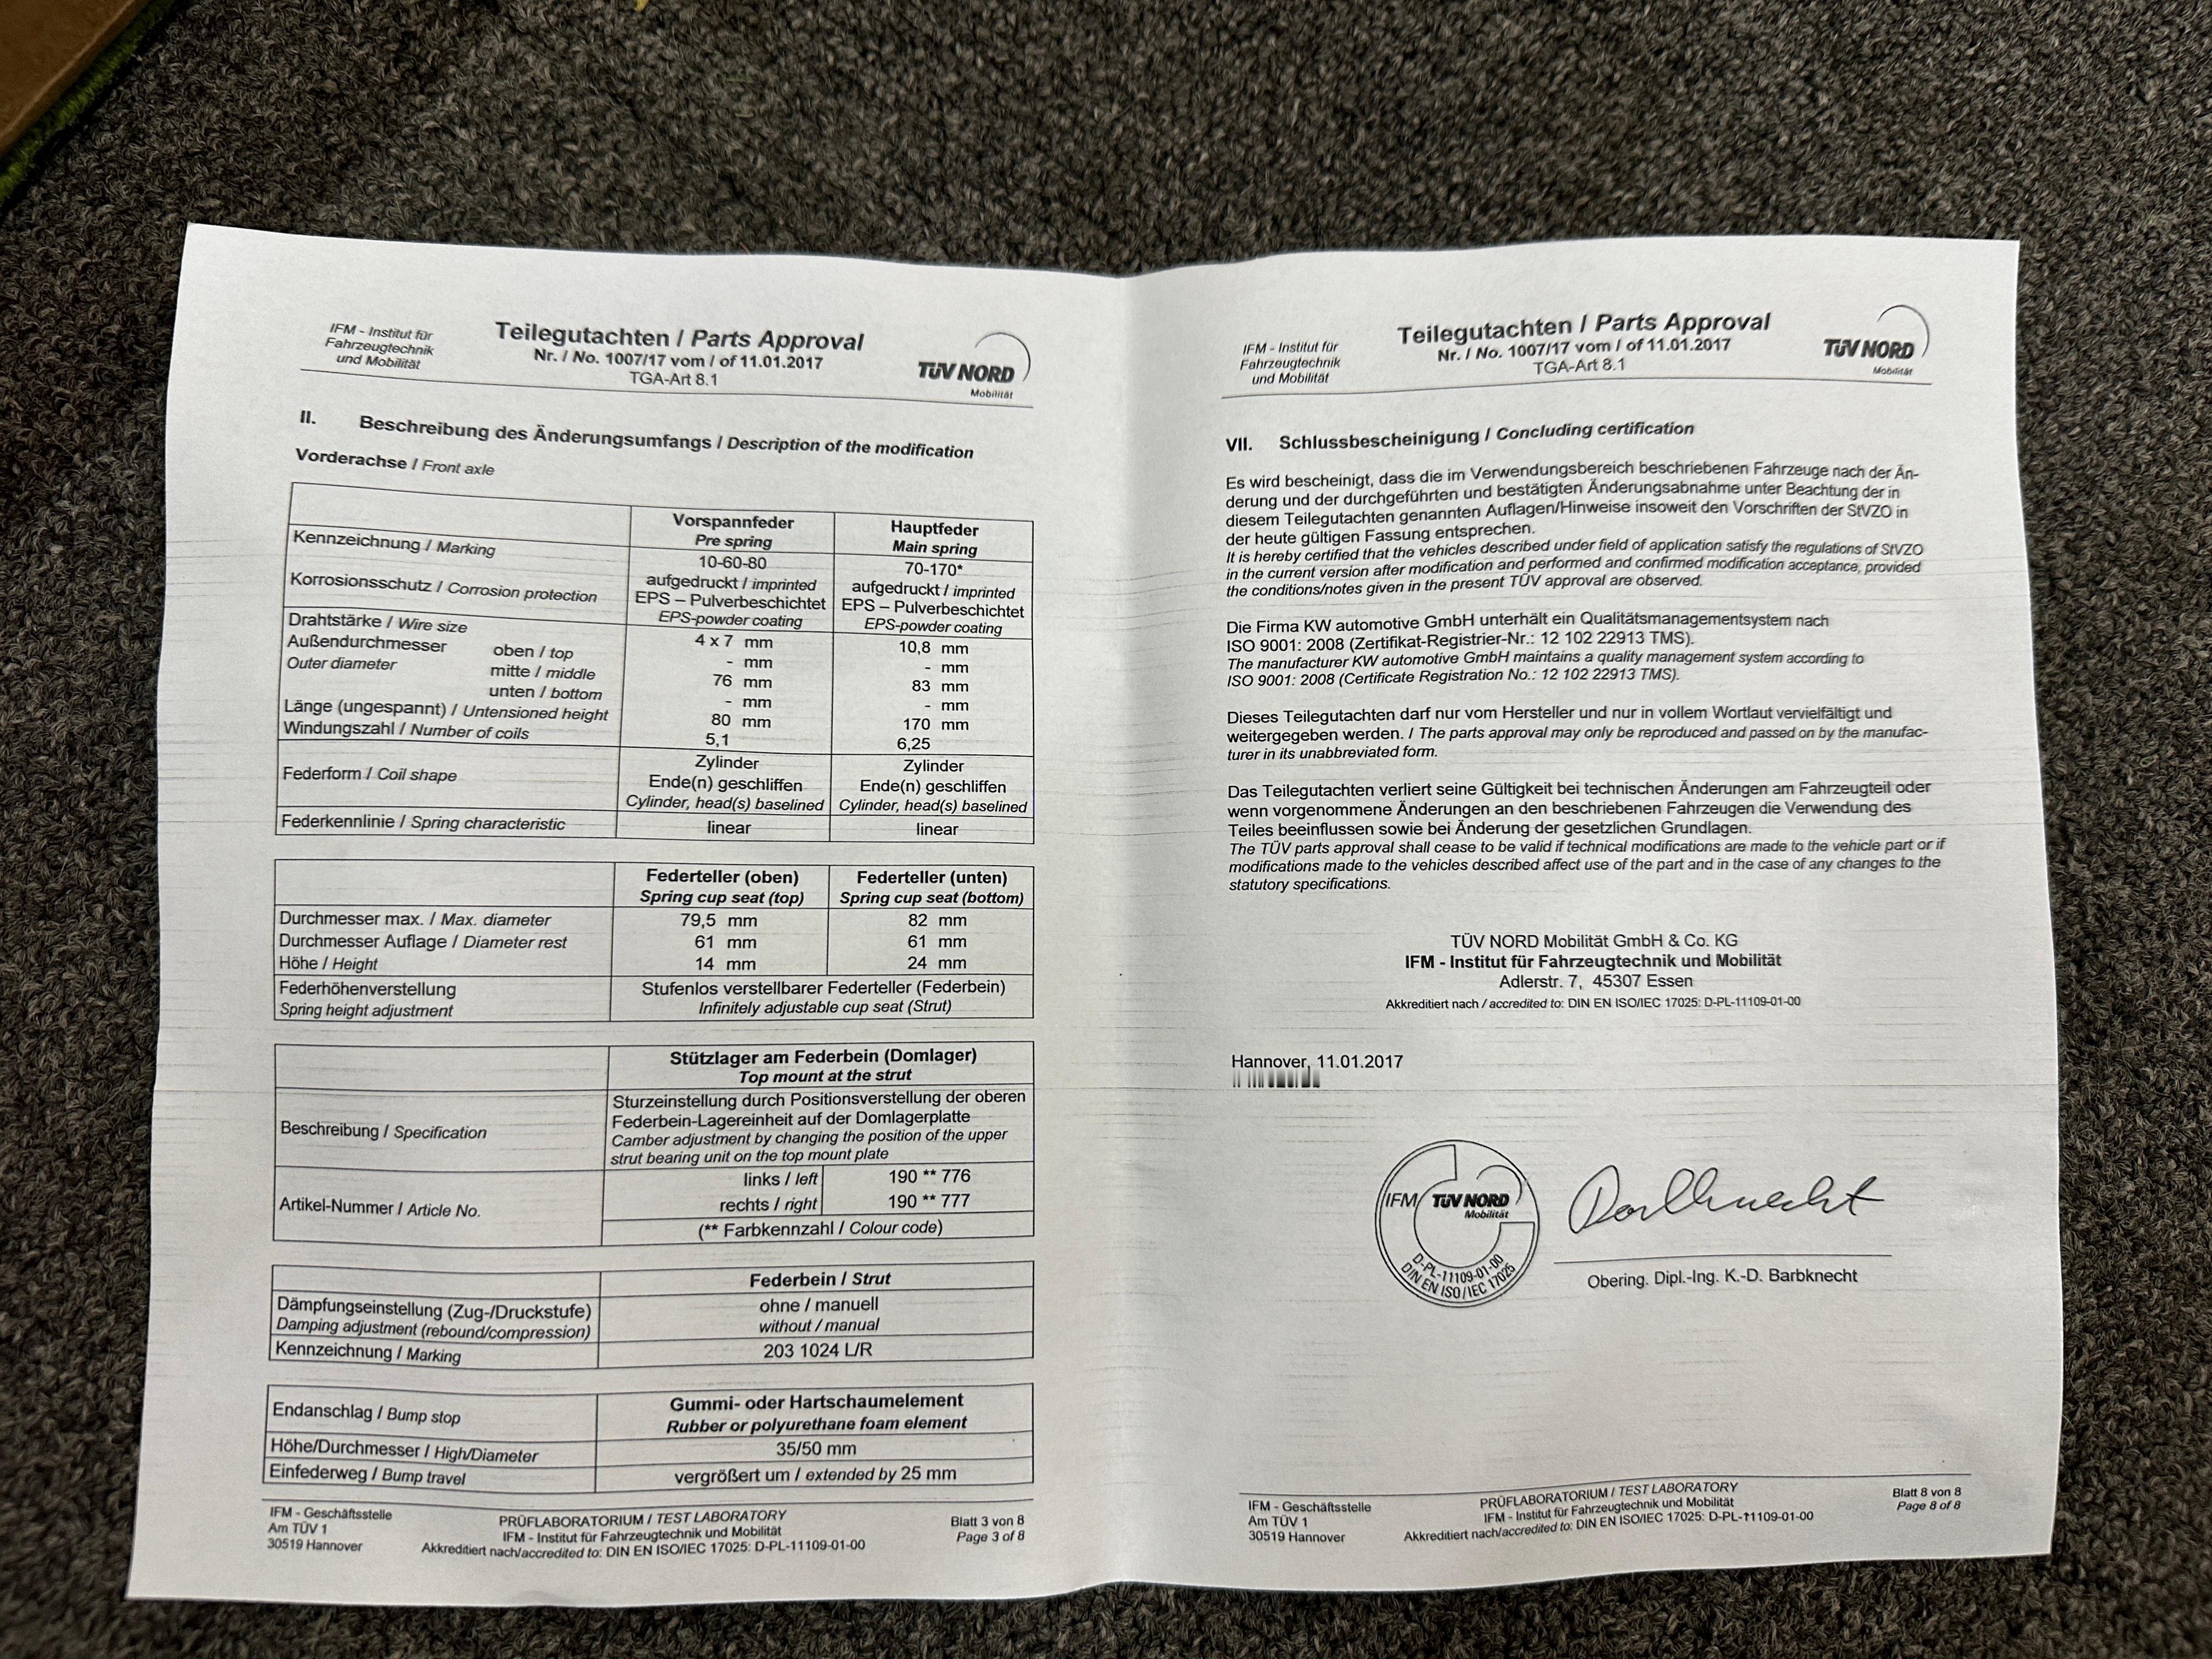 IFM - Institut für
Fahrzeugtechnik
und Mobilität
Teilegutachten / Parts Approval
Nr. / No. 1007/17 vom / of 11.01.2017
TGA-Art 8.1
TÜV NORD
Mobilität
II. Beschreibung des Änderungsumfangs / Description of the modification
Vorderachse / Front axle
Vorspannfeder Hauptfeder
Pre spring Main spring
Kennzeichnung / Marking 10-60-80 70-170*
aufgedruckt / imprinted aufgedruckt / imprinted
Korrosionsschutz / Corrosion protection EPS – Pulverbeschichtet EPS – Pulverbeschichtet
EPS-powder coating EPS-powder coating
Drahtstärke / Wire size 4 x 7 mm 10,8 mm
Außendurchmesser oben / top - mm - mm
Outer diameter mitte / middle 76 mm 83 mm
unten / bottom - mm - mm
Länge (ungespannt) / Untensioned height 80 mm 170 mm
Windungszahl / Number of coils 5,1 6,25
Federform / Coil shape Zylinder Zylinder
Ende(n) geschliffen Ende(n) geschliffen
Cylinder, head(s) baselined Cylinder, head(s) baselined
Federkennlinie / Spring characteristic linear linear
Federteller (oben) Federteller (unten)
Spring cup seat (top) Spring cup seat (bottom)
Durchmesser max. / Max. diameter 79,5 mm 82 mm
Durchmesser Auflage / Diameter rest 61 mm 61 mm
Höhe / Height 14 mm 24 mm
Federhöhenverstellung Stufenlos verstellbarer Federteller (Federbein)
Spring height adjustment Infinitely adjustable cup seat (Strut)
Stützlager am Federbein (Domlager)
Top mount at the strut
Beschreibung / Specification
Sturzeinstellung durch Positionsverstellung der oberen
Federbein-Lagereinheit auf der Domlagerplatte
Camber adjustment by changing the position of the upper
strut bearing unit on the top mount plate
Artikel-Nummer / Article No.
links / left 190 ** 776
rechts / right 190 ** 777
(** Farbkennzahl / Colour code)
Federbein / Strut
Dämpfungseinstellung (Zug-/Druckstufe) ohne / manuell
Damping adjustment (rebound/compression) without / manual
Kennzeichnung / Marking 203 1024 L/R
Endanschlag / Bump stop
Gummi- oder Hartschaumelement
Rubber or polyurethane foam element
Höhe/Durchmesser / High/Diameter 35/50 mm
Einfederweg / Bump travel vergrößert um / extended by 25 mm
IFM - Geschäftsstelle
Am TÜV 1
30519 Hannover
PRÜFLABORATORIUM / TEST LABORATORY
IFM - Institut für Fahrzeugtechnik und Mobilität
Akkreditiert nach/accredited to: DIN EN ISO/IEC 17025: D-PL-11109-01-00
Blatt 3 von 8
Page 3 of 8
IFM - Institut für
Fahrzeugtechnik
und Mobilität
Teilegutachten / Parts Approval
Nr. / No. 1007/17 vom / of 11.01.2017
TGA-Art 8.1
TÜV NORD
Mobilität
VII. Schlussbescheinigung / Concluding certification
Es wird bescheinigt, dass die im Verwendungsbereich beschriebenen Fahrzeuge nach der Än-
derung und der durchgeführten und bestätigten Änderungsabnahme unter Beachtung der in
diesem Teilegutachten genannten Auflagen/Hinweise insoweit den Vorschriften der StVZO in
der heute gültigen Fassung entsprechen.
It is hereby certified that the vehicles described under field of application satisfy the regulations of StVZO
in the current version after modification and performed and confirmed modification acceptance, provided
the conditions/notes given in the present TÜV approval are observed.
Die Firma KW automotive GmbH unterhält ein Qualitätsmanagementsystem nach
ISO 9001: 2008 (Zertifikat-Registrier-Nr.: 12 102 22913 TMS).
The manufacturer KW automotive GmbH maintains a quality management system according to
ISO 9001: 2008 (Certificate Registration No.: 12 102 22913 TMS).
Dieses Teilegutachten darf nur vom Hersteller und nur in vollem Wortlaut vervielfältigt und
weitergegeben werden. / The parts approval may only be reproduced and passed on by the manufac-
turer in its unabbreviated form.
Das Teilegutachten verliert seine Gültigkeit bei technischen Änderungen am Fahrzeugteil oder
wenn vorgenommene Änderungen an den beschriebenen Fahrzeugen die Verwendung des
Teiles beeinflussen sowie bei Änderung der gesetzlichen Grundlagen.
The TÜV parts approval shall cease to be valid if technical modifications are made to the vehicle part or if
modifications made to the vehicles described affect use of the part and in the case of any changes to the
statutory specifications.
TÜV NORD Mobilität GmbH & Co. KG
IFM - Institut für Fahrzeugtechnik und Mobilität
Adlerstr. 7, 45307 Essen
Akkreditiert nach / accredited to: DIN EN ISO/IEC 17025: D-PL-11109-01-00
Hannover, 11.01.2017
IFM TÜV NORD
Mobilität
D-PL-11109-01-00
DIN EN ISO/IEC 17025
Barbknecht
Obering. Dipl.-Ing. K.-D. Barbknecht
IFM - Geschäftsstelle
Am TÜV 1
30519 Hannover
PRÜFLABORATORIUM / TEST LABORATORY
IFM - Institut für Fahrzeugtechnik und Mobilität
Akkreditiert nach/accredited to: DIN EN ISO/IEC 17025: D-PL-11109-01-00
Blatt 8 von 8
Page 8 of 8